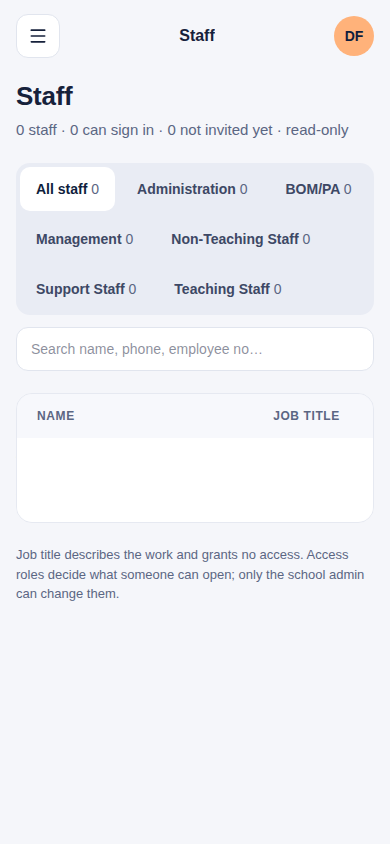 Staff
DF
Staff
0 staff · 0 can sign in · 0 not invited yet · read-only
All staff 0 Administration 0 BOM/PA 0
Management 0 Non-Teaching Staff 0
Support Staff 0 Teaching Staff 0
Search name, phone, employee no…
NAME JOB TITLE
Job title describes the work and grants no access. Access
roles decide what someone can open; only the school admin
can change them.